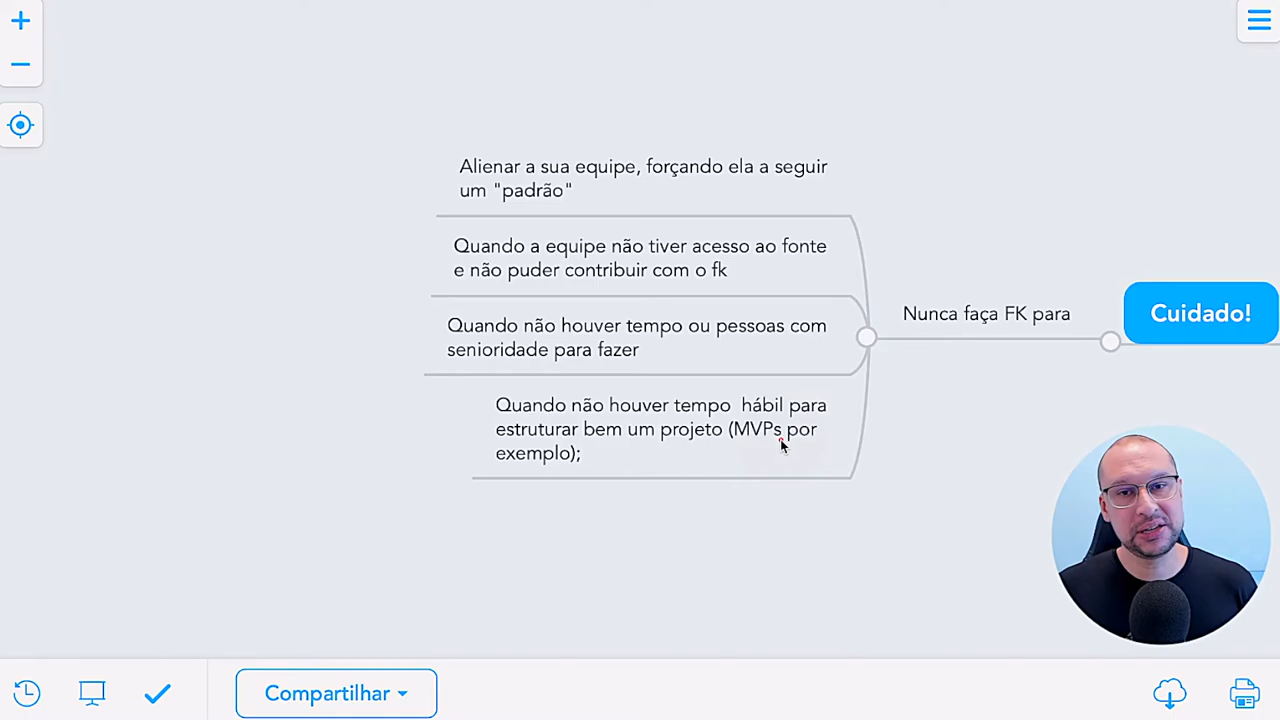 Alienar a sua equipe, forçando ela a seguir
um "padrão"
Quando a equipe não tiver acesso ao fonte
e não puder contribuir com o fk
Quando não houver tempo ou pessoas com
senioridade para fazer
Quando não houver tempo  hábil para
estruturar bem um projeto (MVPs por
exemplo);
Nunca faça FK para
Cuidado!
Compartilhar